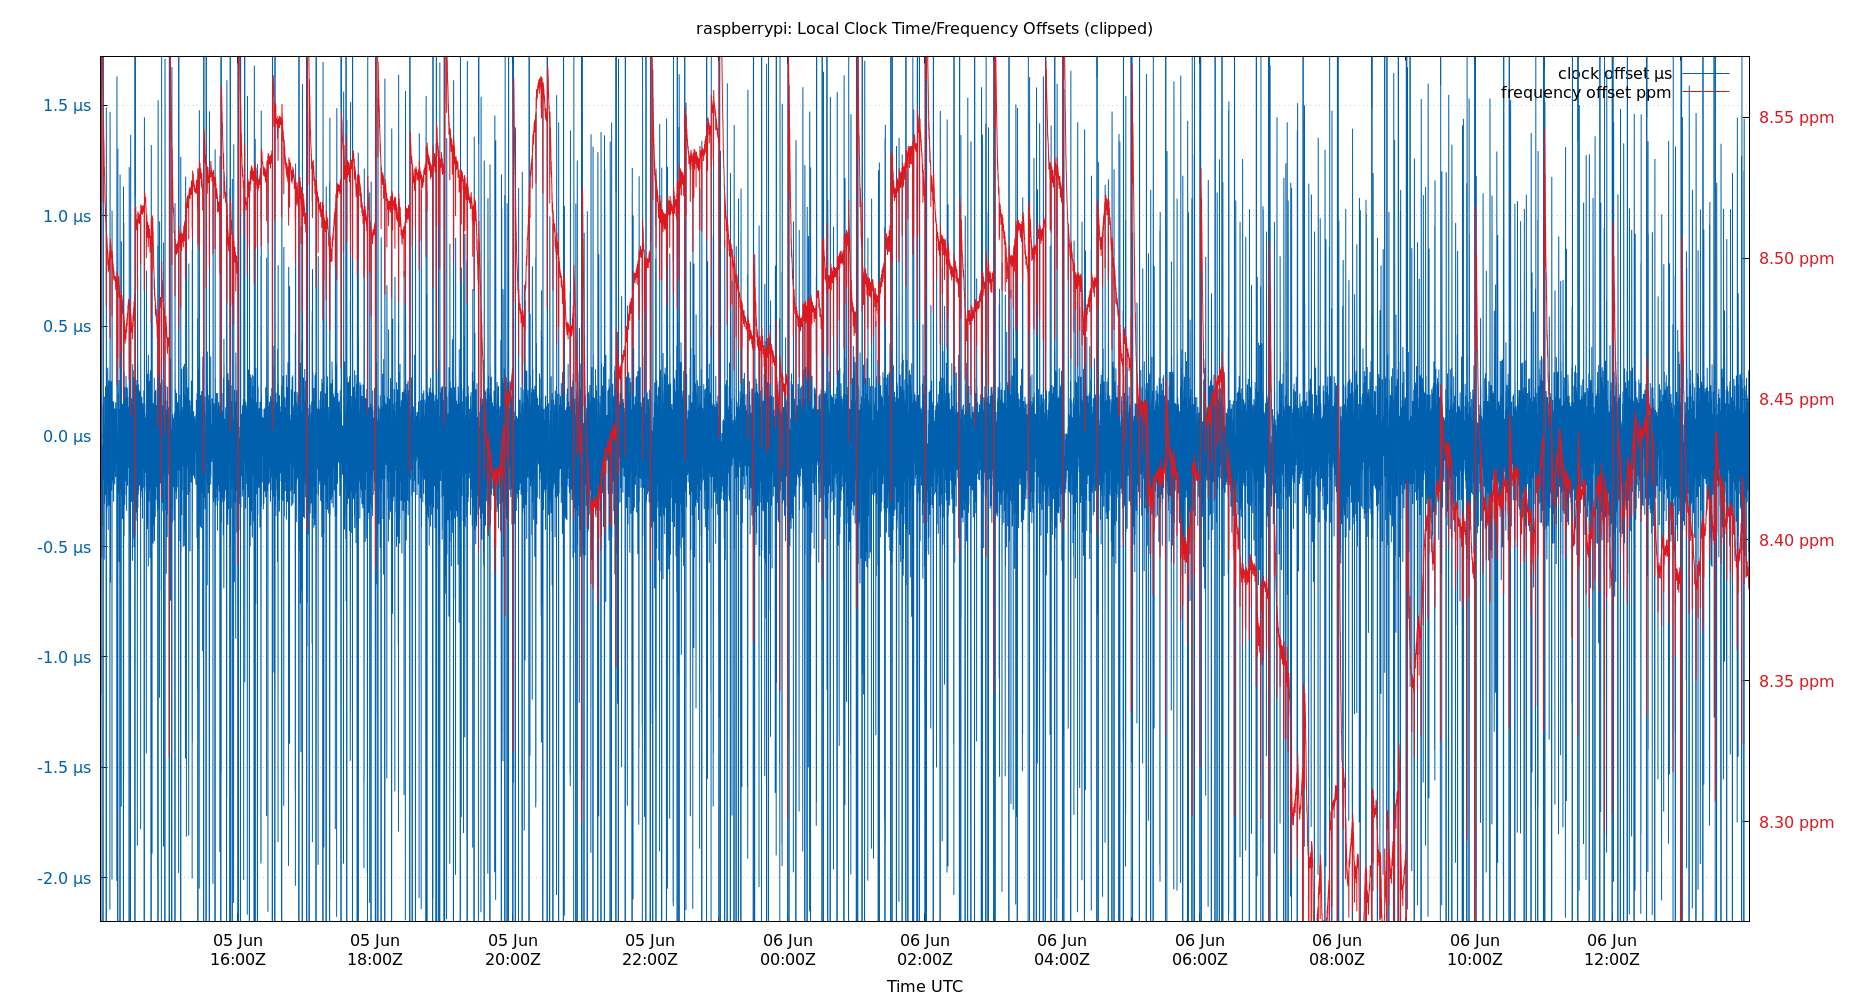 raspberrypi: Local Clock Time/Frequency Offsets (clipped)
clock offset µs
frequency offset ppm
1.5 µs
1.0 µs
0.5 µs
0.0 µs
-0.5 µs
-1.0 µs
-1.5 µs
-2.0 µs
8.55 ppm
8.50 ppm
8.45 ppm
8.40 ppm
8.35 ppm
8.30 ppm
05 Jun
16:00Z
05 Jun
18:00Z
05 Jun
20:00Z
05 Jun
22:00Z
06 Jun
00:00Z
06 Jun
02:00Z
06 Jun
04:00Z
06 Jun
06:00Z
06 Jun
08:00Z
06 Jun
10:00Z
06 Jun
12:00Z
Time UTC